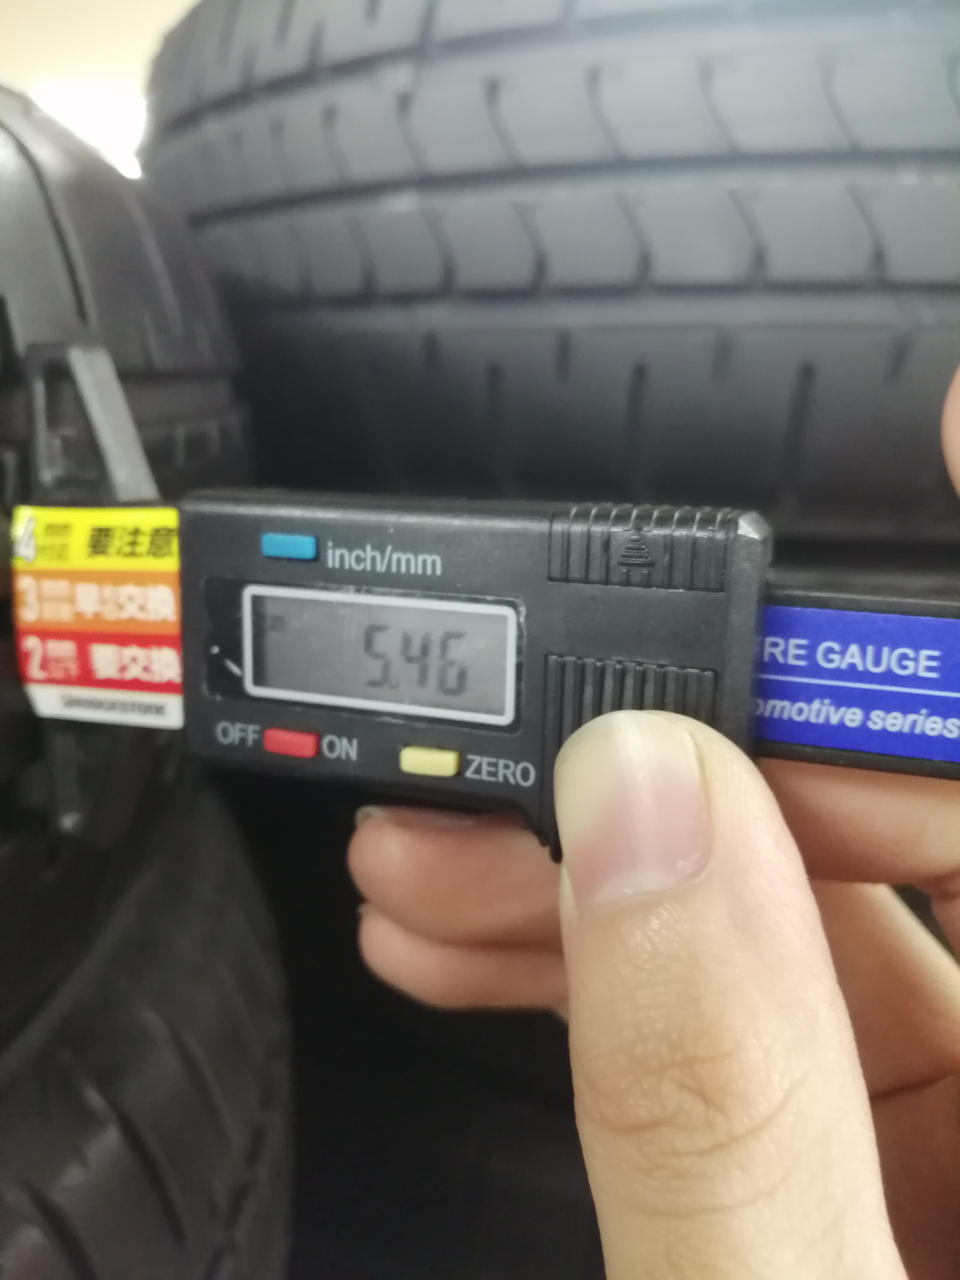 4mm 要注意
3mm 早めの交換
2mm 要交換
BRIDGESTONE
inch/mm
5.46
OFF ON
ZERO
RE GAUGE
omotive series